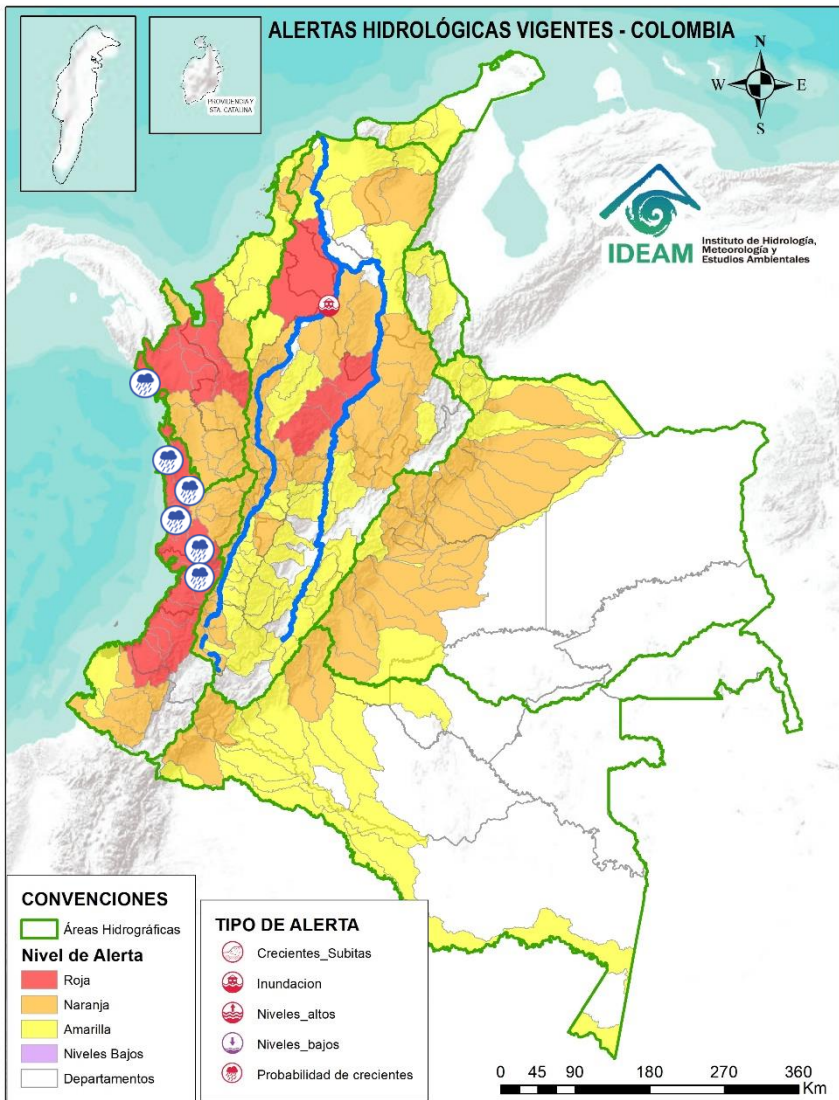 ALERTAS HIDROLÓGICAS VIGENTES - COLOMBIA
PROVIDENCIA Y
STA. CATALINA
N
W
E
S
IDEAM
Instituto de Hidrología,
Meteorología y
Estudios Ambientales
CONVENCIONES
Áreas Hidrográficas
Nivel de Alerta
Roja
Naranja
Amarilla
Niveles Bajos
Departamentos
TIPO DE ALERTA
Crecientes_Subitas
Inundacion
Niveles_altos
Niveles_bajos
Probabilidad de crecientes
0 45 90 180 270 360
Km